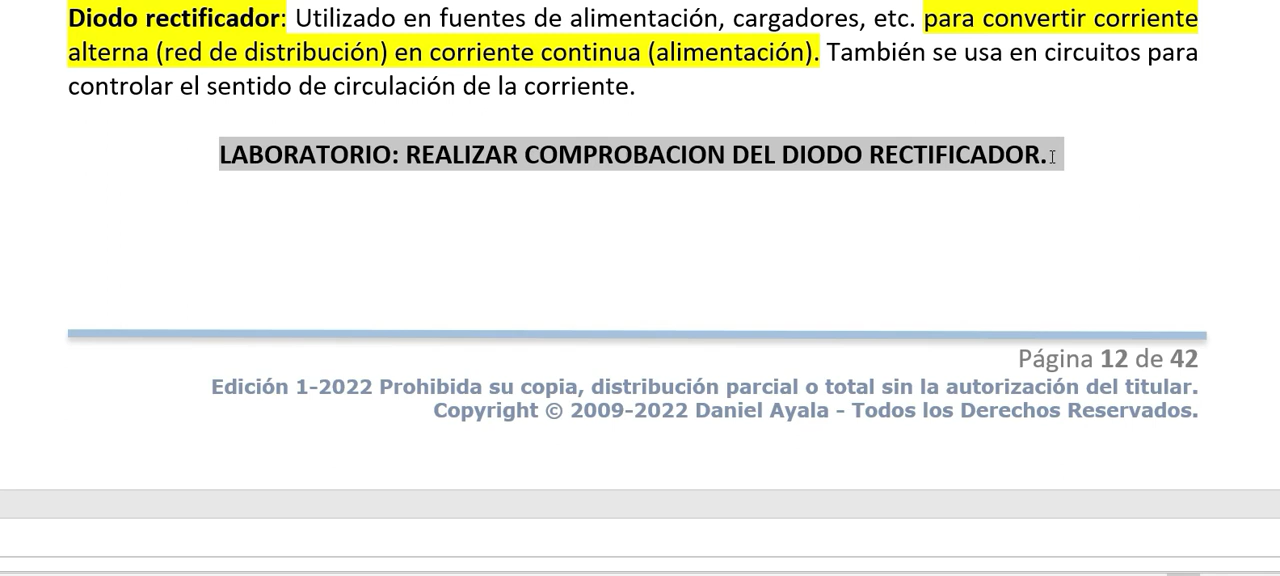 Diodo rectificador: Utilizado en fuentes de alimentación, cargadores, etc. para convertir corriente
alterna (red de distribución) en corriente continua (alimentación). También se usa en circuitos para
controlar el sentido de circulación de la corriente.
LABORATORIO: REALIZAR COMPROBACION DEL DIODO RECTIFICADOR.
Página 12 de 42
Edición 1-2022 Prohibida su copia, distribución parcial o total sin la autorización del titular.
Copyright © 2009-2022 Daniel Ayala - Todos los Derechos Reservados.